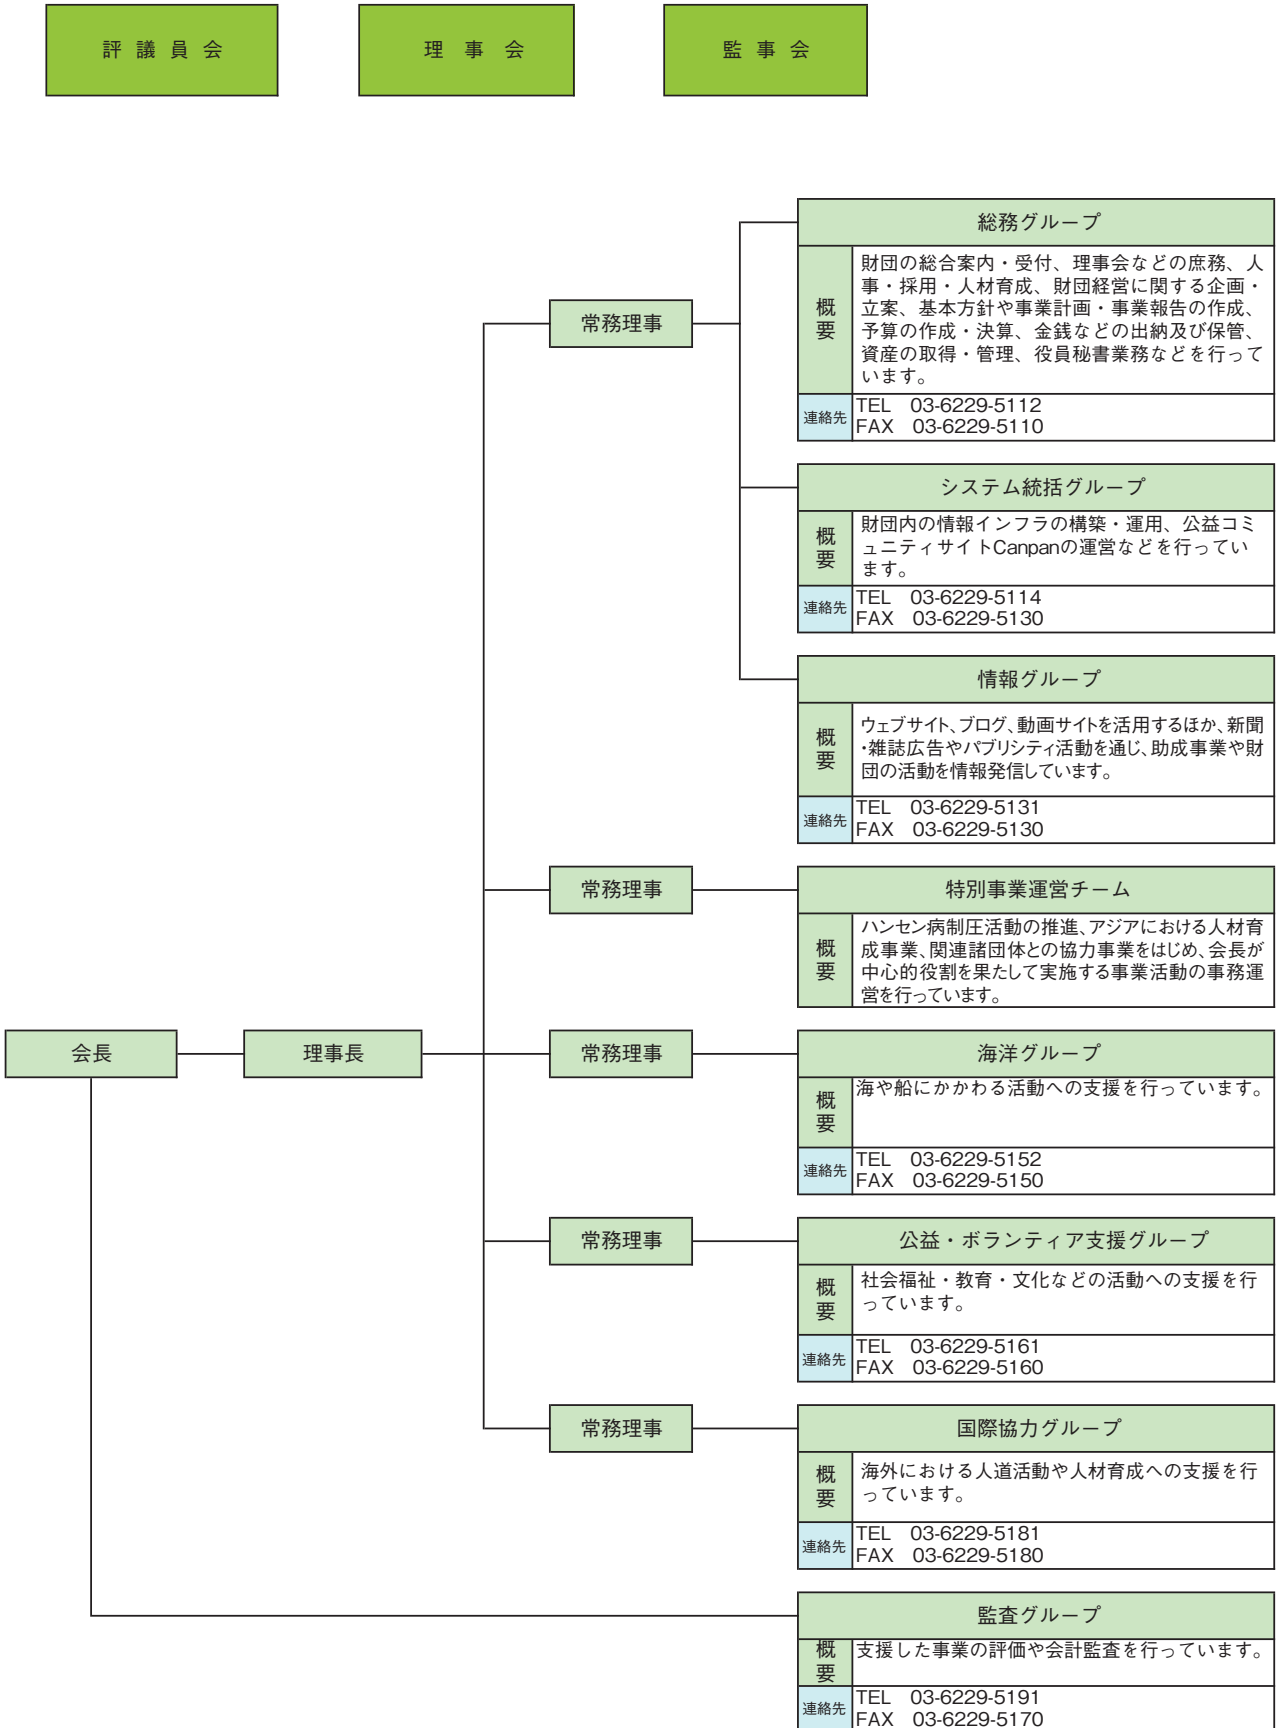 評議員会
理事会
監事会
総務グループ
概要
財団の総合案内・受付、理事会などの庶務、人
事・採用・人材育成、財団経営に関する企画・
立案、基本方針や事業計画・事業報告の作成、
予算の作成・決算、金銭などの出納及び保管、
資産の取得・管理、役員秘書業務などを行って
います。
連絡先
TEL 03-6229-5112
FAX 03-6229-5110
常務理事
システム統括グループ
概要
財団内の情報インフラの構築・運用、公益コミ
ュニティサイトCanpanの運営などを行ってい
ます。
連絡先
TEL 03-6229-5114
FAX 03-6229-5130
情報グループ
概要
ウェブサイト、ブログ、動画サイトを活用するほか、新聞
・雑誌広告やパブリシティ活動を通じ、助成事業や財
団の活動を情報発信しています。
連絡先
TEL 03-6229-5131
FAX 03-6229-5130
常務理事
特別事業運営チーム
概要
ハンセン病制圧活動の推進、アジアにおける人材育
成事業、関連諸団体との協力事業をはじめ、会長が
中心的役割を果たして実施する事業活動の事務運
営を行っています。
会長
理事長
常務理事
海洋グループ
概要
海や船にかかわる活動への支援を行っています。
連絡先
TEL 03-6229-5152
FAX 03-6229-5150
常務理事
公益・ボランティア支援グループ
概要
社会福祉・教育・文化などの活動への支援を行
っています。
連絡先
TEL 03-6229-5161
FAX 03-6229-5160
常務理事
国際協力グループ
概要
海外における人道活動や人材育成への支援を行
っています。
連絡先
TEL 03-6229-5181
FAX 03-6229-5180
監査グループ
概要
支援した事業の評価や会計監査を行っています。
連絡先
TEL 03-6229-5191
FAX 03-6229-5170